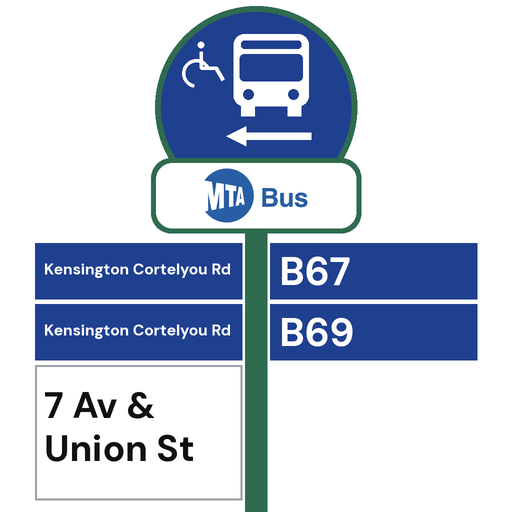 MTA Bus
Kensington Cortelyou Rd B67
Kensington Cortelyou Rd B69
7 Av &
Union St